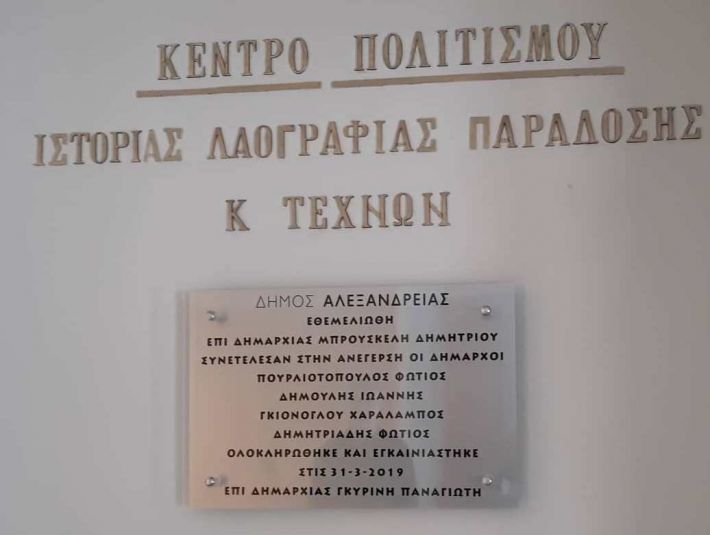 ΚΕΝΤΡΟ ΠΟΛΙΤΙΣΜΟΥ
ΙΣΤΟΡΙΑΣ ΛΑΟΓΡΑΦΙΑΣ ΠΑΡΑΔΟΣΗΣ
Κ ΤΕΧΝΩΝ
ΔΗΜΟΣ ΑΛΕΞΑΝΔΡΕΙΑΣ
ΕΘΕΜΕΛΙΩΘΗ
ΕΠΙ ΔΗΜΑΡΧΙΑΣ ΜΠΡΟΥΣΚΕΛΗ ΔΗΜΗΤΡΙΟΥ
ΣΥΝΕΤΕΛΕΣΑΝ ΣΤΗΝ ΑΝΕΓΕΡΣΗ ΟΙ ΔΗΜΑΡΧΟΙ
ΠΟΥΡΛΙΟΤΟΠΟΥΛΟΣ ΦΩΤΙΟΣ
ΔΗΜΟΥΛΗΣ ΙΩΑΝΝΗΣ
ΓΚΙΟΝΟΓΛΟΥ ΧΑΡΑΛΑΜΠΟΣ
ΔΗΜΗΤΡΙΑΔΗΣ ΦΩΤΙΟΣ
ΟΛΟΚΛΗΡΩΘΗΚΕ ΚΑΙ ΕΓΚΑΙΝΙΑΣΤΗΚΕ
ΣΤΙΣ 31-3-2019
ΕΠΙ ΔΗΜΑΡΧΙΑΣ ΓΚΥΡΙΝΗ ΠΑΝΑΓΙΩΤΗ